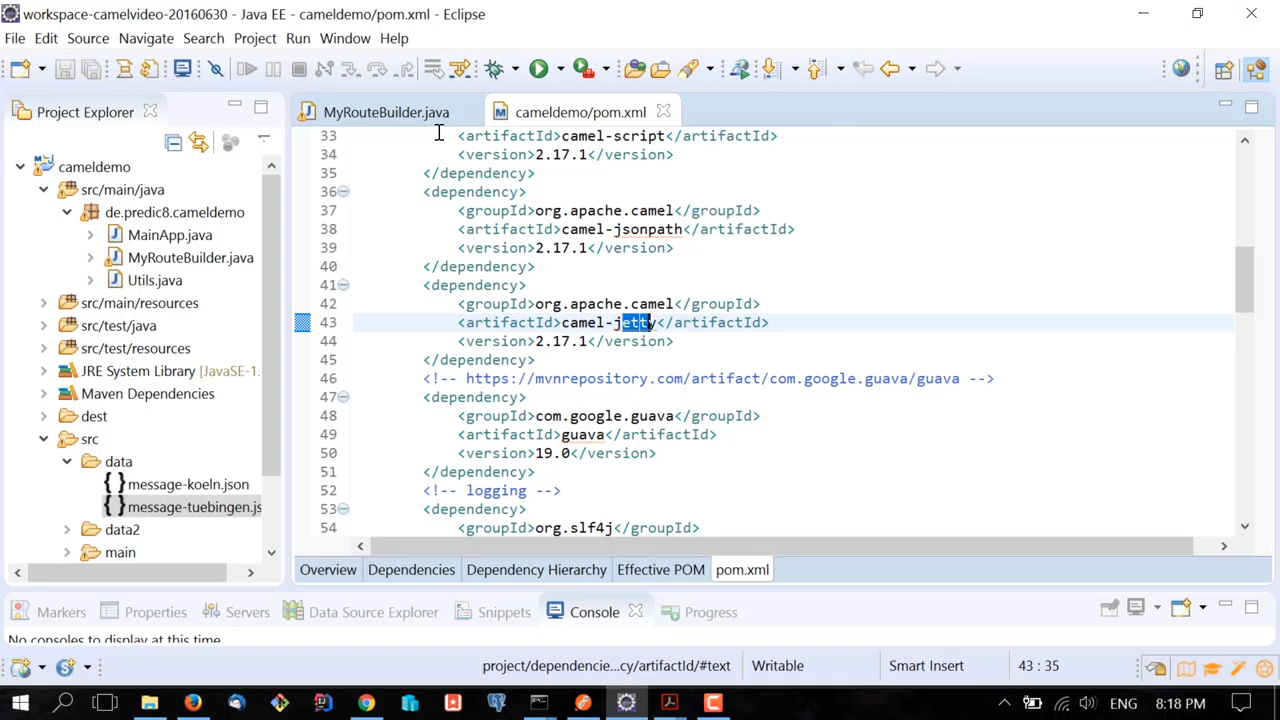 workspace-camelvideo-20160630 - Java EE - cameldemo/pom.xml - Eclipse
File Edit Source Navigate Search Project Run Window Help
Project Explorer
cameldemo
src/main/java
de.predic8.cameldemo
MainApp.java
MyRouteBuilder.java
Utils.java
src/main/resources
src/test/java
src/test/resources
JRE System Library [JavaSE-1.
Maven Dependencies
dest
src
data
message-koeln.json
message-tuebingen.js
data2
main
MyRouteBuilder.java cameldemo/pom.xml
33 <artifactId>camel-script</artifactId>
34 <version>2.17.1</version>
35 </dependency>
36 <dependency>
37 <groupId>org.apache.camel</groupId>
38 <artifactId>camel-jsonpath</artifactId>
39 <version>2.17.1</version>
40 </dependency>
41 <dependency>
42 <groupId>org.apache.camel</groupId>
43 <artifactId>camel-jetty</artifactId>
44 <version>2.17.1</version>
45 </dependency>
46 <!-- https://mvnrepository.com/artifact/com.google.guava/guava -->
47 <dependency>
48 <groupId>com.google.guava</groupId>
49 <artifactId>guava</artifactId>
50 <version>19.0</version>
51 </dependency>
52 <!-- logging -->
53 <dependency>
54 <groupId>org.slf4j</groupId>
Overview Dependencies Dependency Hierarchy Effective POM pom.xml
Markers Properties Servers Data Source Explorer Snippets Console Progress
No consoles to display at this time.
project/dependencie...cy/artifactId/#text Writable Smart Insert 43 : 35
ENG 8:18 PM